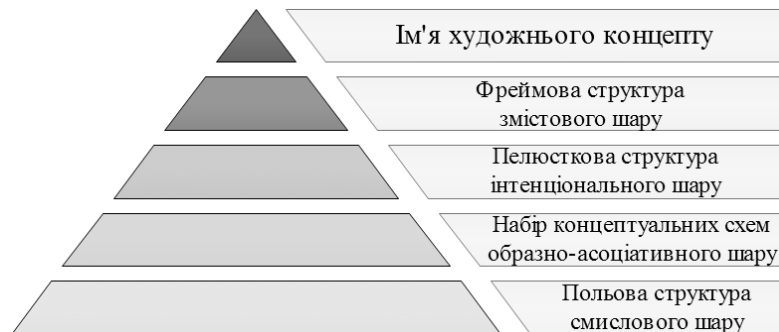 Ім'я художнього концепту
Фреймова структура
змістового шару
Пелюсткова структура
інтенціонального шару
Набір концептуальних схем
образно-асоціативного шару
Польова структура
смислового шару